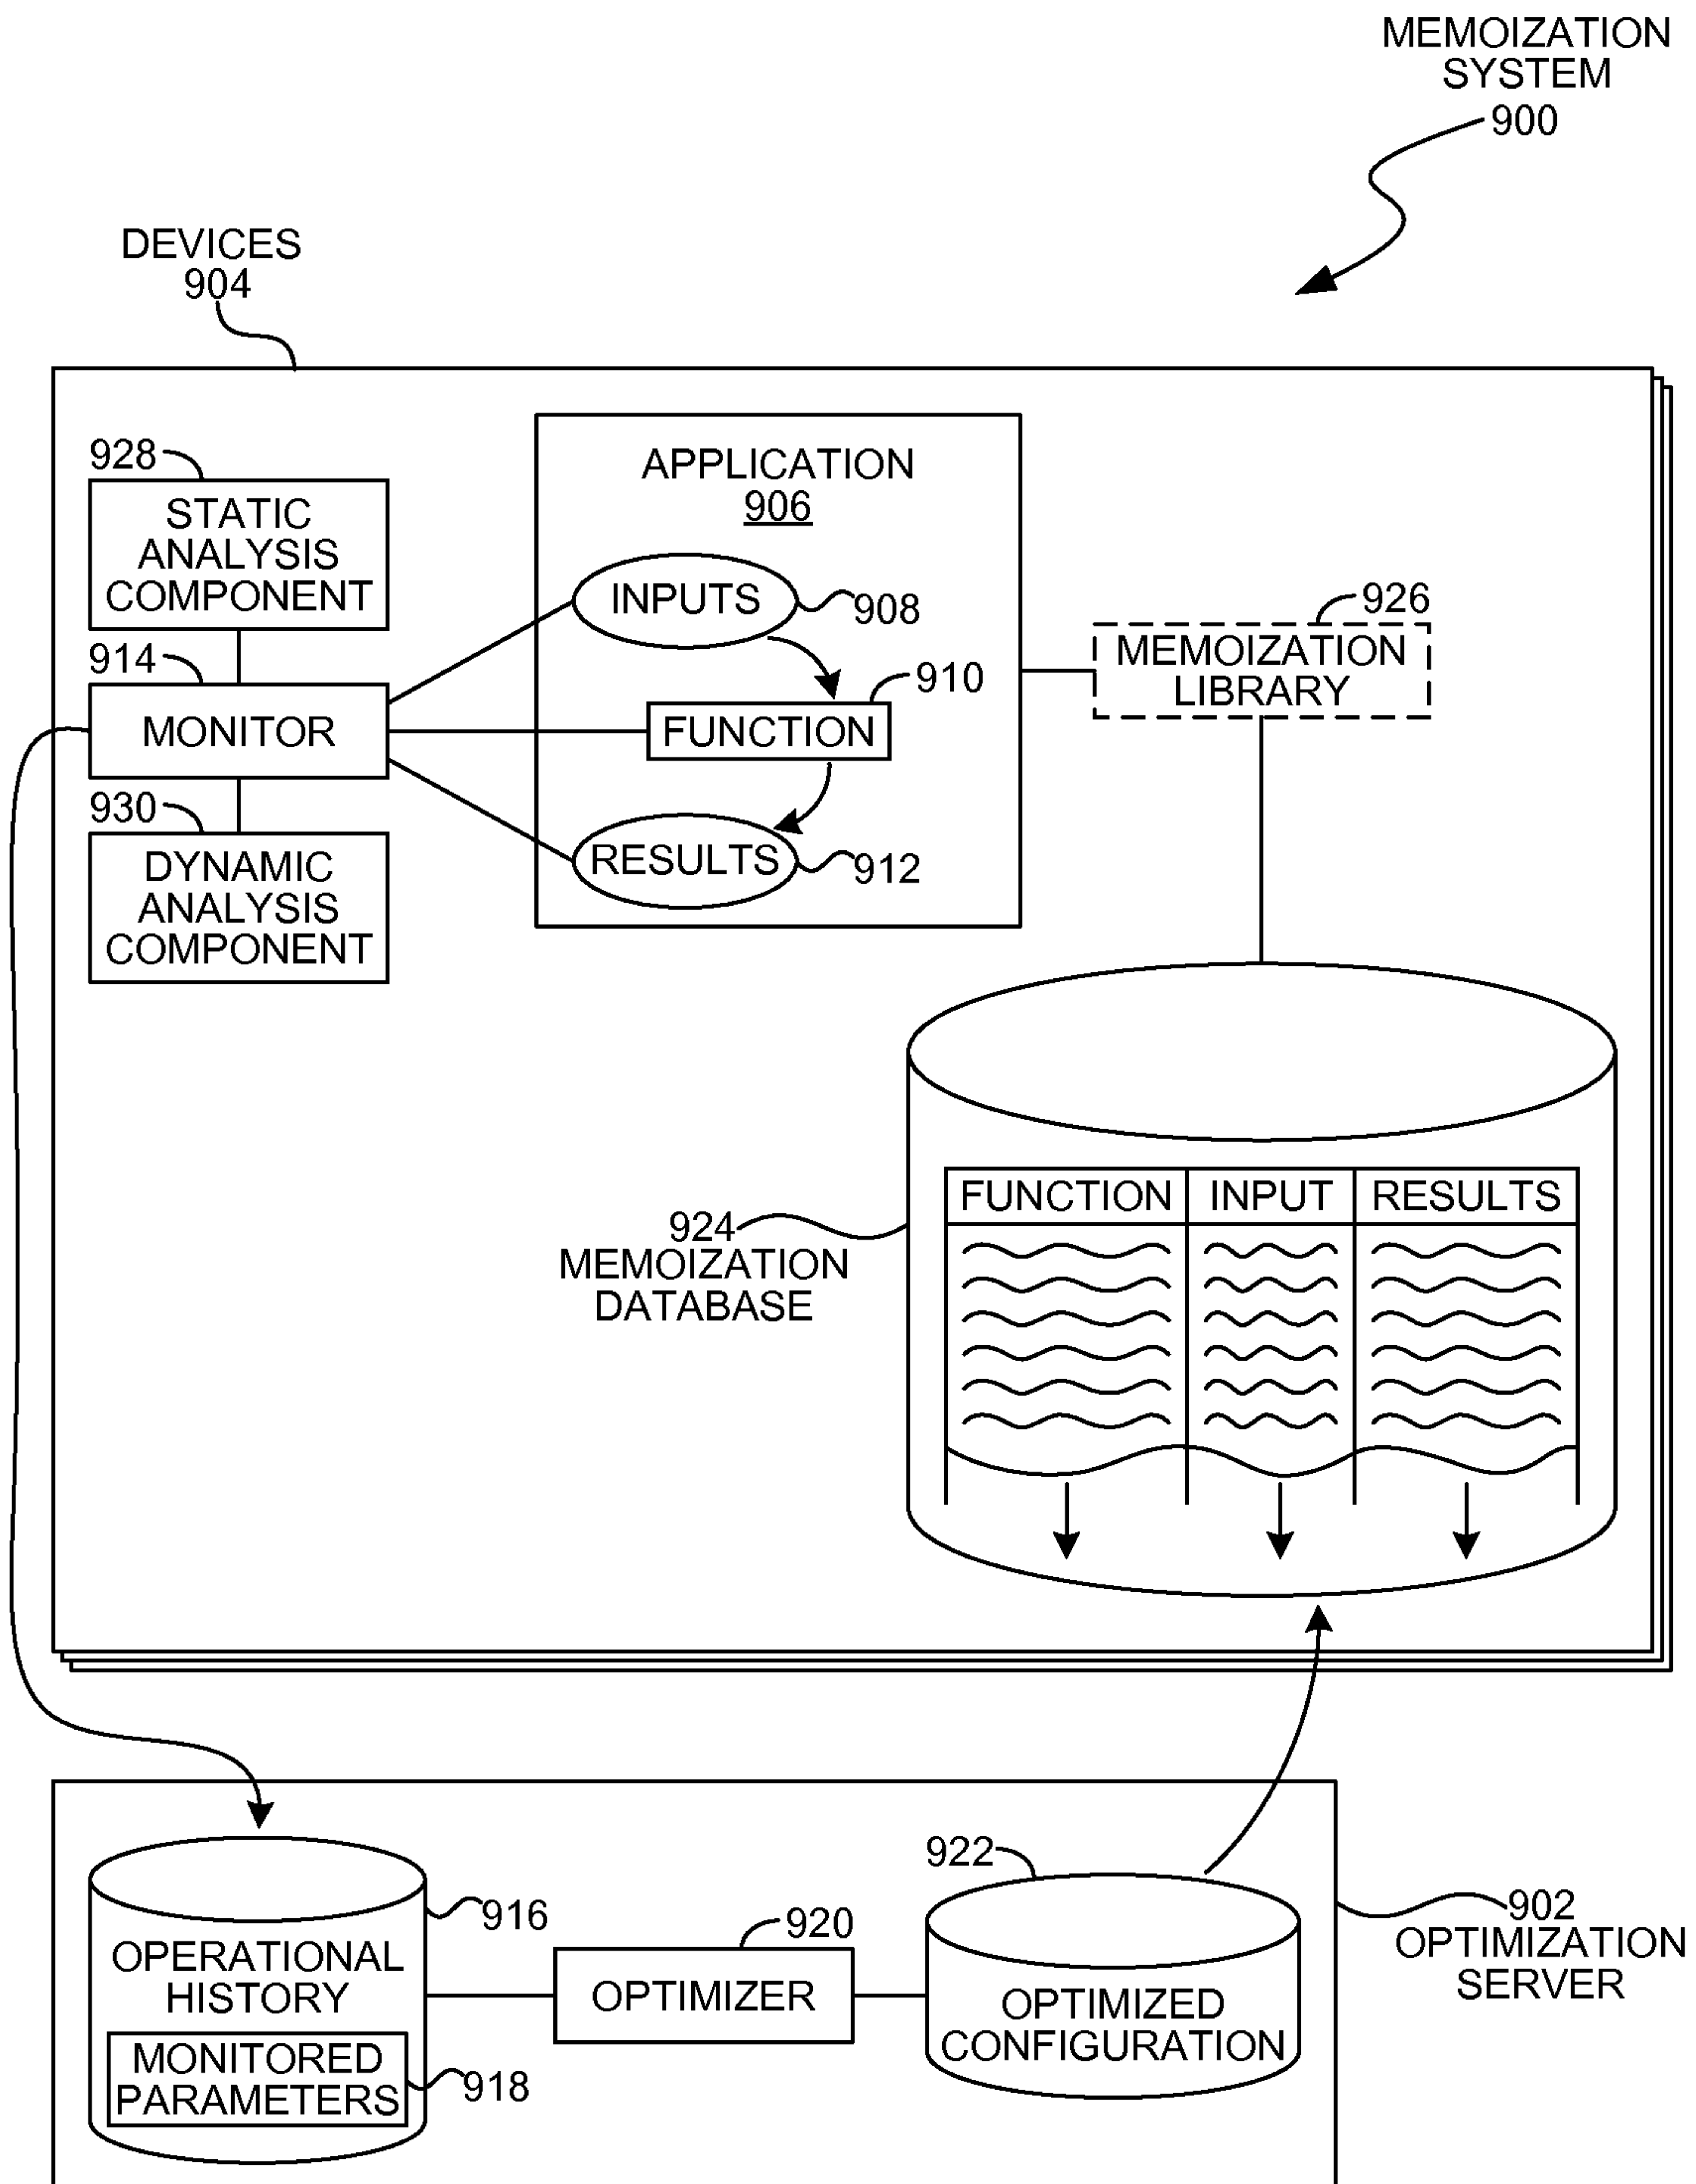 MEMOIZATION
SYSTEM
900
DEVICES
904
928
STATIC
ANALYSIS
COMPONENT
914
MONITOR
930
DYNAMIC
ANALYSIS
COMPONENT
APPLICATION
906
INPUTS
908
910
FUNCTION
RESULTS
912
926
MEMOIZATION
LIBRARY
924
MEMOIZATION
DATABASE
FUNCTION INPUT RESULTS
916
OPERATIONAL
HISTORY
MONITORED
PARAMETERS
918
920
OPTIMIZER
922
OPTIMIZED
CONFIGURATION
902
OPTIMIZATION
SERVER